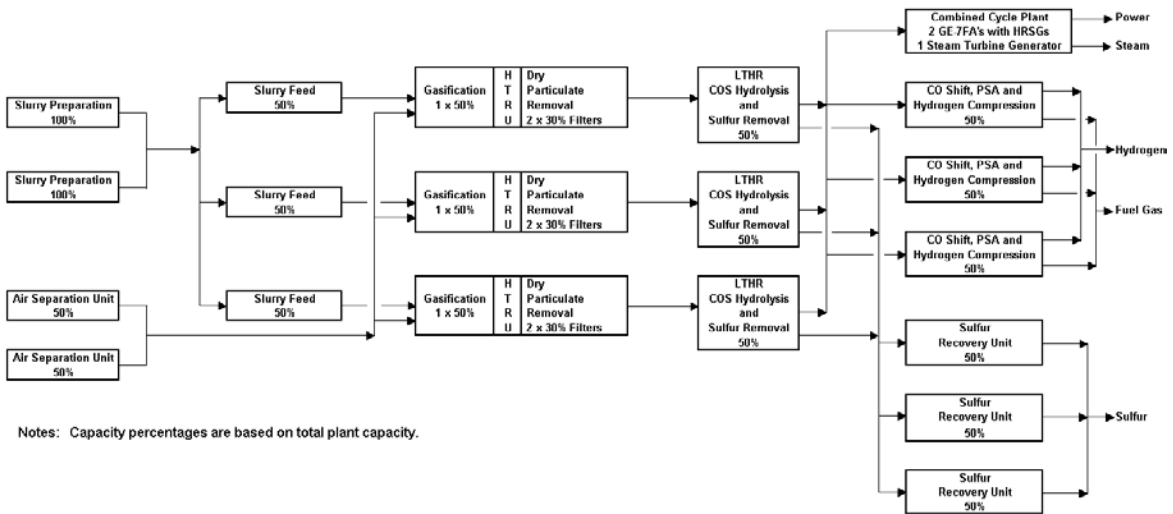 Combined Cycle Plant
2 GE-7FA's with HRSGs
1 Steam Turbine Generator
Power
Steam
Slurry Preparation
100%
Slurry Preparation
100%
Air Separation Unit
50%
Air Separation Unit
50%
Slurry Feed
50%
Slurry Feed
50%
Slurry Feed
50%
Gasification
1 x 50%
H
T
R
U
Dry
Particulate
Removal
2 x 30% Filters
Gasification
1 x 50%
H
T
R
U
Dry
Particulate
Removal
2 x 30% Filters
Gasification
1 x 50%
H
T
R
U
Dry
Particulate
Removal
2 x 30% Filters
LTHR
COS Hydrolysis
and
Sulfur Removal
50%
LTHR
COS Hydrolysis
and
Sulfur Removal
50%
LTHR
COS Hydrolysis
and
Sulfur Removal
50%
CO Shift, PSA and
Hydrogen Compression
50%
CO Shift, PSA and
Hydrogen Compression
50%
CO Shift, PSA and
Hydrogen Compression
50%
Hydrogen
Fuel Gas
Sulfur
Recovery Unit
50%
Sulfur
Recovery Unit
50%
Sulfur
Recovery Unit
50%
Sulfur
Notes: Capacity percentages are based on total plant capacity.